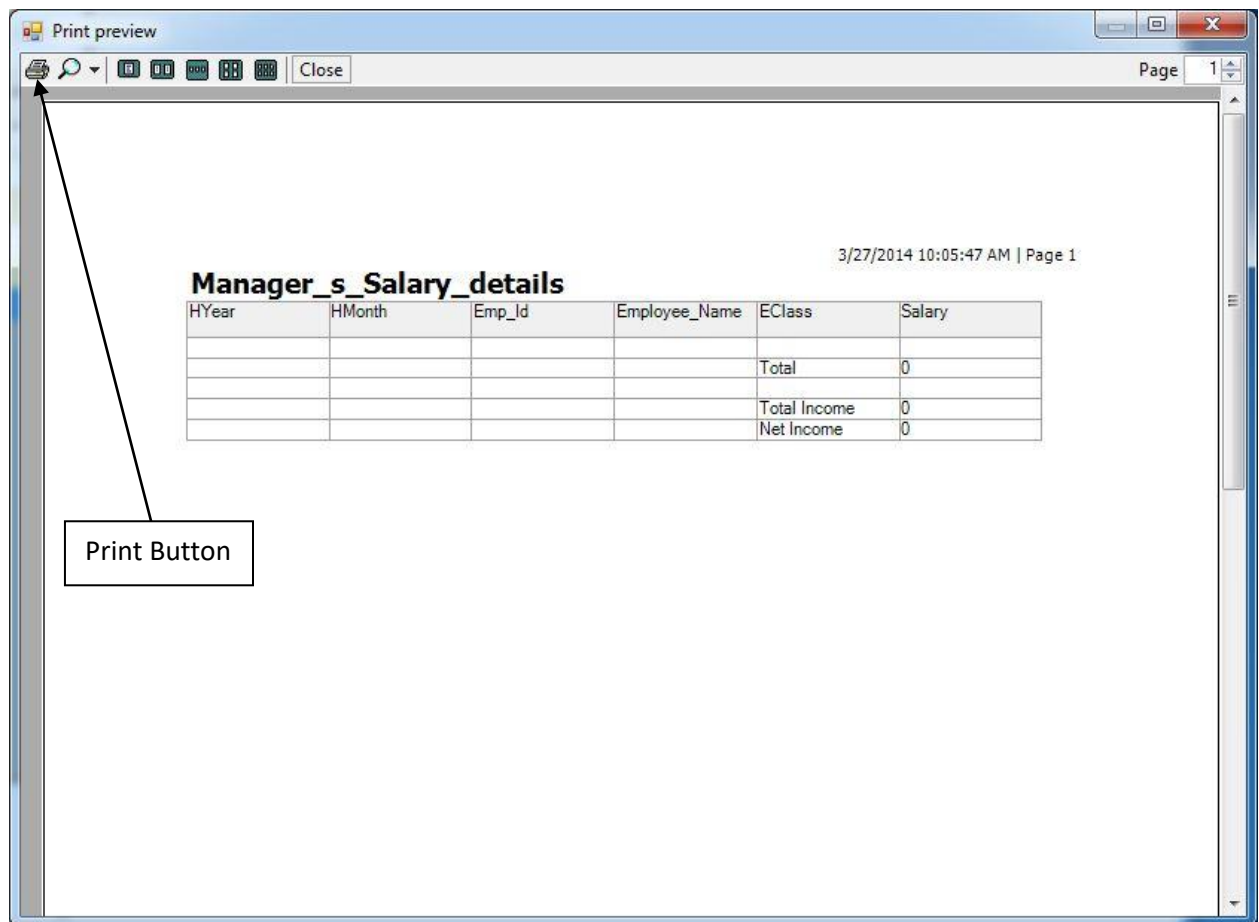 Print preview
Close
Page 1
3/27/2014 10:05:47 AM | Page 1
Manager_s_Salary_details
HYear HMonth Emp_Id Employee_Name EClass Salary
Total 0
Total Income 0
Net Income 0
Print Button